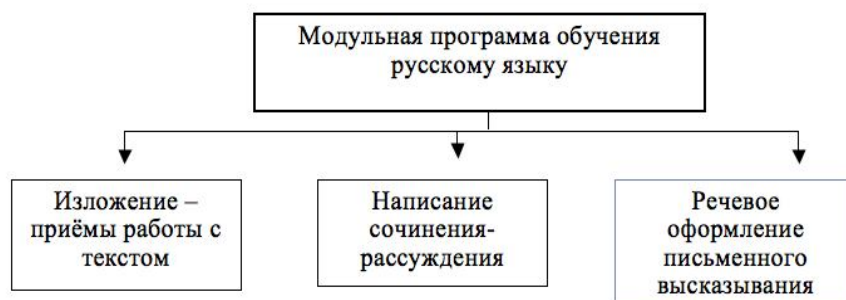 Модульная программа обучения
русскому языку
Изложение –
приёмы работы с
текстом
Написание
сочинения-
рассуждения
Речевое
оформление
письменного
высказывания